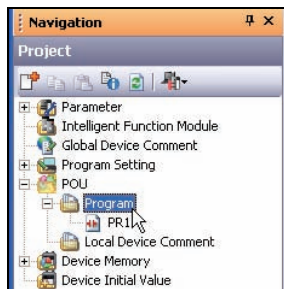 Navigation
Project
Parameter
Intelligent Function Module
Global Device Comment
Program Setting
POU
Program
PR1
Local Device Comment
Device Memory
Device Initial Value